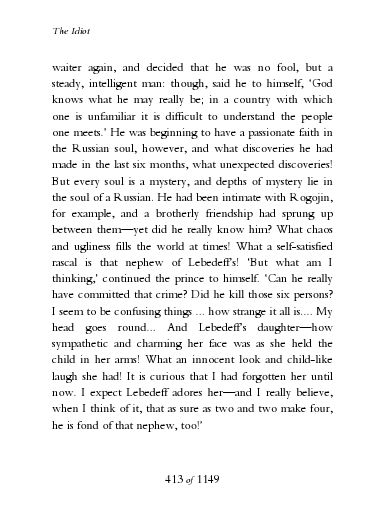 The Idiot
waiter again, and decided that he was no fool, but a
steady, intelligent man: though, said he to himself, 'God
knows what he may really be; in a country with which
one is unfamiliar it is difficult to understand the people
one meets.' He was beginning to have a passionate faith in
the Russian soul, however, and what discoveries he had
made in the last six months, what unexpected discoveries!
But every soul is a mystery, and depths of mystery lie in
the soul of a Russian. He had been intimate with Rogojin,
for example, and a brotherly friendship had sprung up
between them—yet did he really know him? What chaos
and ugliness fills the world at times! What a self-satisfied
rascal is that nephew of Lebedeff's! 'But what am I
thinking,' continued the prince to himself. 'Can he really
have committed that crime? Did he kill those six persons?
I seem to be confusing things ... how strange it all is.... My
head goes round... And Lebedeff's daughter—how
sympathetic and charming her face was as she held the
child in her arms! What an innocent look and child-like
laugh she had! It is curious that I had forgotten her until
now. I expect Lebedeff adores her—and I really believe,
when I think of it, that as sure as two and two make four,
he is fond of that nephew, too!'
413 of 1149